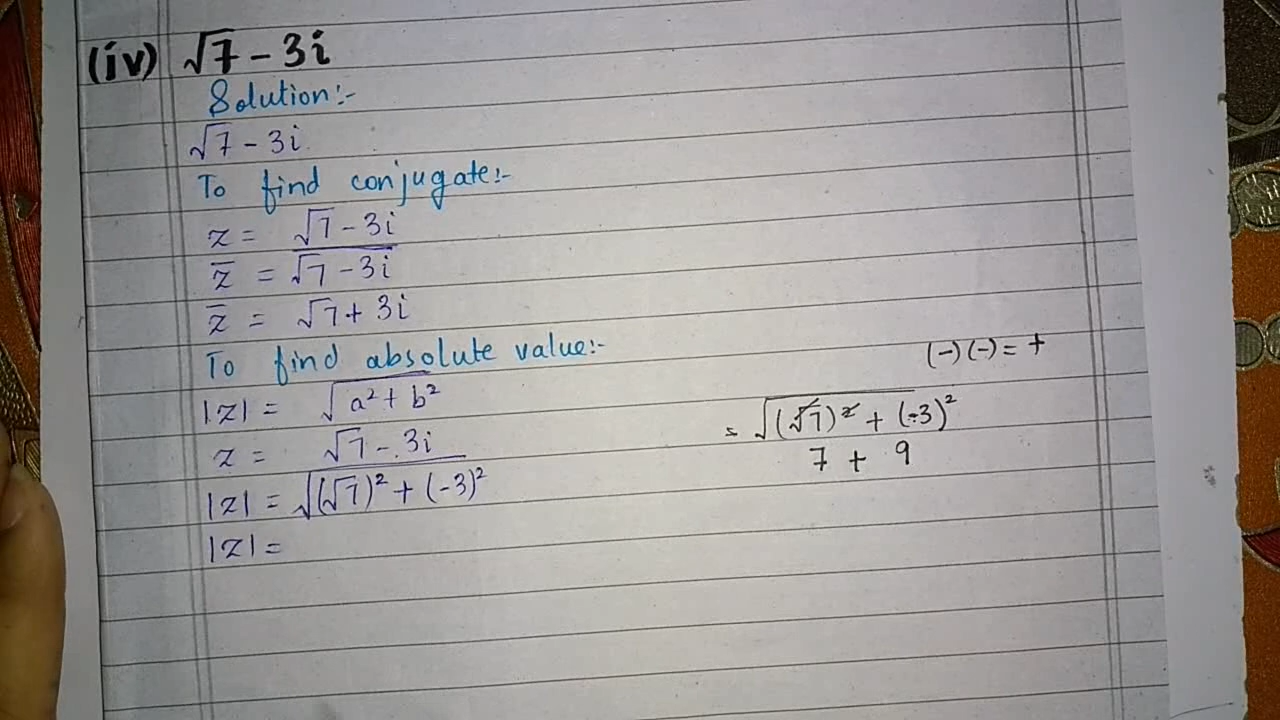 (iv) √7 - 3i
Solution:-
√7 - 3i
To find conjugate:-
z = √7 - 3i
z̅ = √7 - 3i
z̅ = √7 + 3i
To find absolute value:-
|z| = √a² + b²
z = √7 - 3i
|z| = √(√7)² + (-3)²
|z| =
(-)(-) = +
= √(√7)² + (-3)²
7 + 9